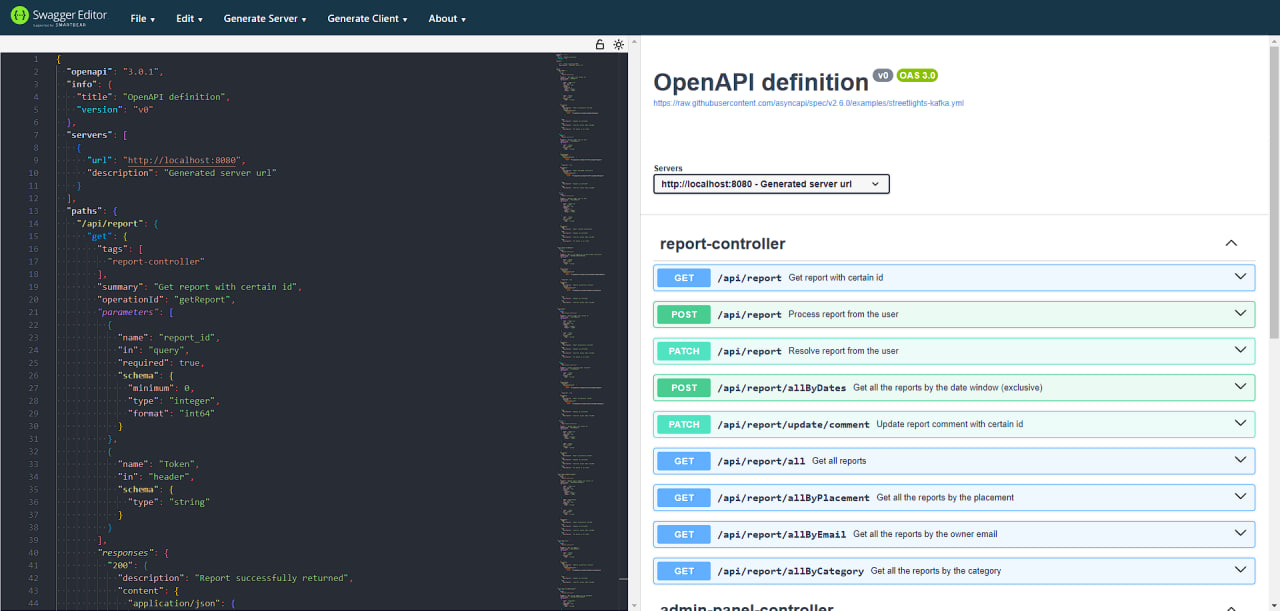 Swagger Editor
Supported by SMARTBEAR
File
Edit
Generate Server
Generate Client
About
1 {
2 "openapi": "3.0.1",
3 "info": {
4 "title": "OpenAPI definition",
5 "version": "v0"
6 },
7 "servers": [
8 {
9 "url": "http://localhost:8080",
10 "description": "Generated server url"
11 }
12 ],
13 "paths": {
14 "/api/report": {
15 "get": {
16 "tags": [
17 "report-controller"
18 ],
19 "summary": "Get report with certain id",
20 "operationId": "getReport",
21 "parameters": [
22 {
23 "name": "report_id",
24 "in": "query",
25 "required": true,
26 "schema": {
27 "minimum": 0,
28 "type": "integer",
29 "format": "int64"
30 }
31 },
32 {
33 "name": "Token",
34 "in": "header",
35 "schema": {
36 "type": "string"
37 }
38 }
39 ],
40 "responses": {
41 "200": {
42 "description": "Report successfully returned",
43 "content": {
44 "application/json": {
OpenAPI definition v0 OAS 3.0
https://raw.githubusercontent.com/asyncapi/spec/v2.6.0/examples/streetlights-kafka.yml
Servers
http://localhost:8080 - Generated server url
report-controller
GET /api/report Get report with certain id
POST /api/report Process report from the user
PATCH /api/report Resolve report from the user
POST /api/report/allByDates Get all the reports by the date window (exclusive)
PATCH /api/report/update/comment Update report comment with certain id
GET /api/report/all Get all reports
GET /api/report/allByPlacement Get all the reports by the placement
GET /api/report/allByEmail Get all the reports by the owner email
GET /api/report/allByCategory Get all the reports by the category
admin-panel-controller